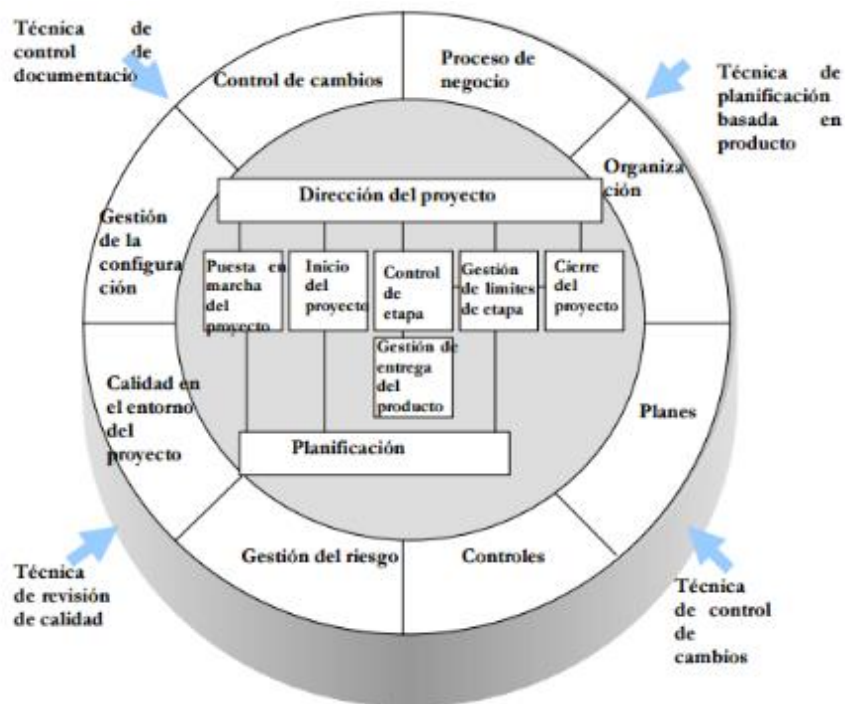 Técnica de
control de
documentació
Control de cambios
Proceso de
negocio
Técnica de
planificación
basada en
producto
Organiza
ción
Dirección del proyecto
Gestión
de la
configura
ción
Puesta en
marcha
del
proyecto
Inicio
del
proyecto
Control
de
etapa
Gestión
de limites
de etapa
Cierre
del
proyecto
Gestión de
entrega
del
producto
Calidad en
el entorno
del
proyecto
Planes
Planificación
Gestión del riesgo
Controles
Técnica
de revisión
de calidad
Técnica
de control
de
cambios